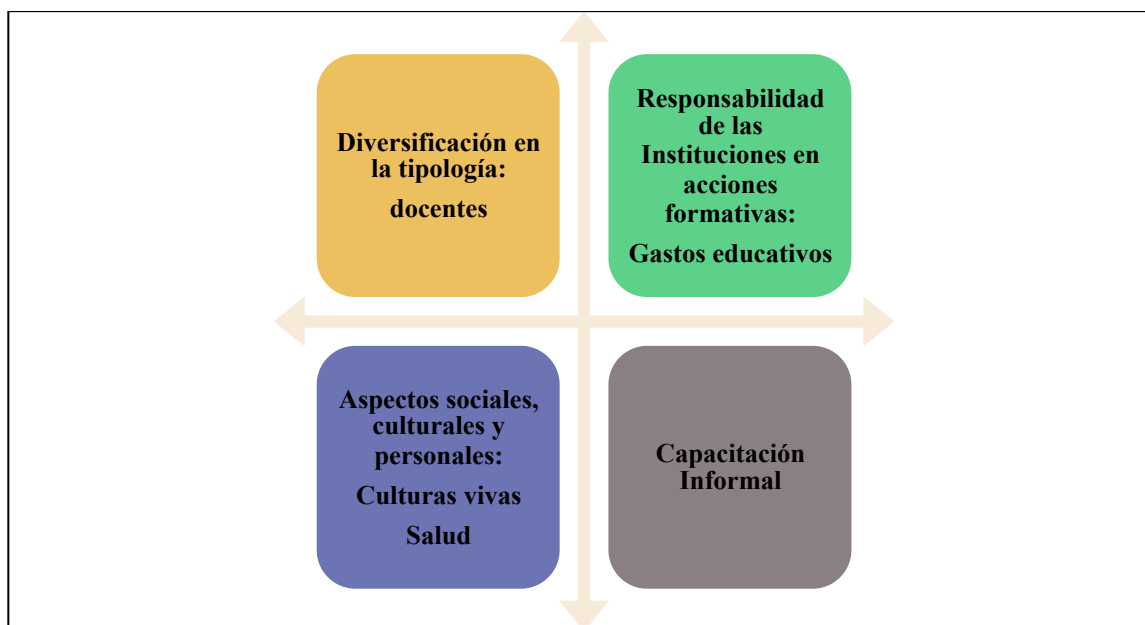 Diversificación en
la tipología:
docentes
Responsabilidad
de las
Instituciones en
acciones
formativas:
Gastos educativos
Aspectos sociales,
culturales y
personales:
Culturas vivas
Salud
Capacitación
Informal